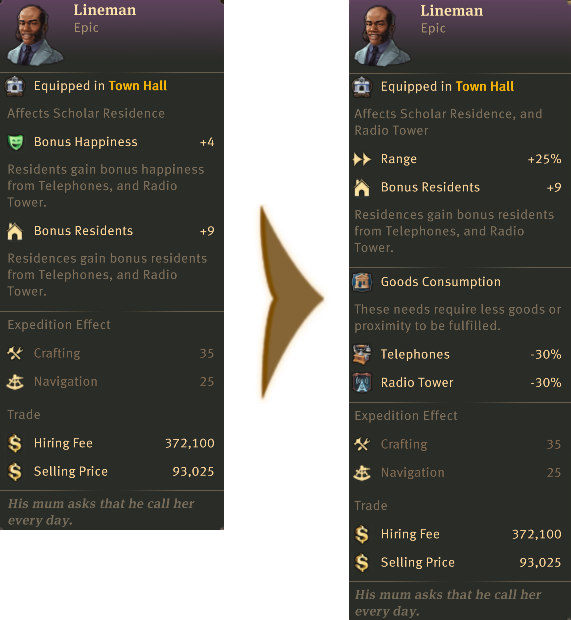 Lineman
Epic
Equipped in Town Hall
Affects Scholar Residence
Bonus Happiness +4
Residents gain bonus happiness
from Telephones, and Radio
Tower.
Bonus Residents +9
Residences gain bonus residents
from Telephones, and Radio
Tower.
Expedition Effect
Crafting 35
Navigation 25
Trade
Hiring Fee 372,100
Selling Price 93,025
His mum asks that he call her
every day.
Lineman
Epic
Equipped in Town Hall
Affects Scholar Residence, and
Radio Tower
Range +25%
Bonus Residents +9
Residences gain bonus residents
from Telephones, and Radio
Tower.
Goods Consumption
These needs require less goods or
proximity to be fulfilled.
Telephones -30%
Radio Tower -30%
Expedition Effect
Crafting 35
Navigation 25
Trade
Hiring Fee 372,100
Selling Price 93,025
His mum asks that he call her
every day.